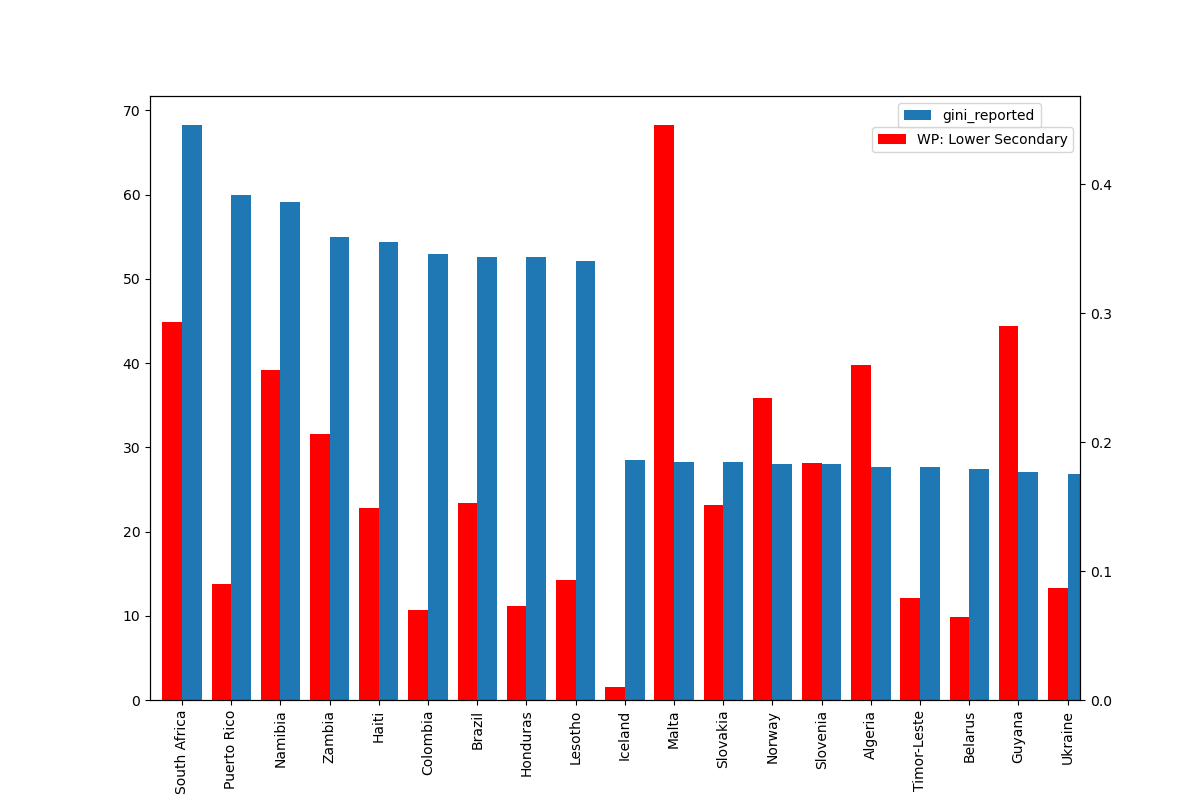 gini_reported
WP: Lower Secondary
70
60
50
40
30
20
10
0
0.4
0.3
0.2
0.1
0.0
South Africa
Puerto Rico
Namibia
Zambia
Haiti
Colombia
Brazil
Honduras
Lesotho
Iceland
Malta
Slovakia
Norway
Slovenia
Algeria
Timor-Leste
Belarus
Guyana
Ukraine